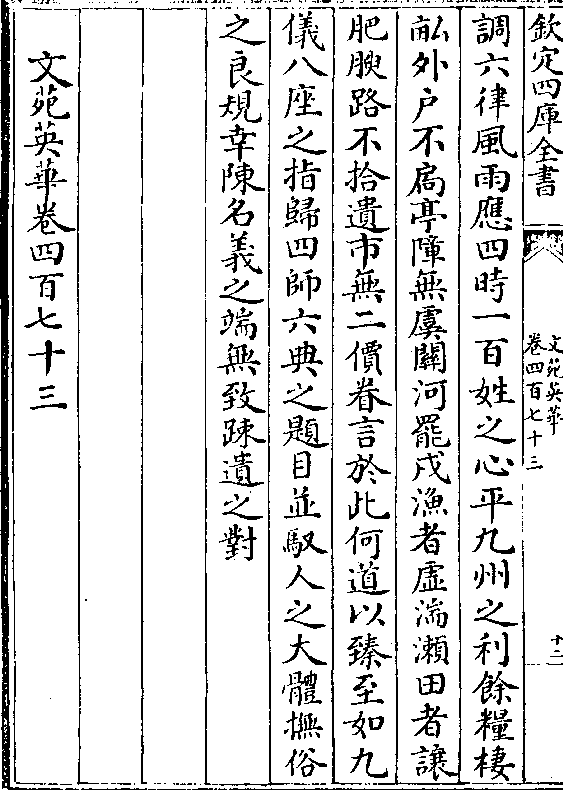 欽定四庫全書
文苑英華
卷四百七十三
十二
調六律風雨應四時一百姓之心平九州之利餘糧棲
畝外户不扃亭障無虞關河罷戍漁者虛湍瀬田者讓
肥腴路不拾遺市無二價眷言於此何道以臻至如九
儀八座之指歸四師六典之題目並馭人之大體撫俗
之良規幸陳名義之端無致踈遺之對
文苑英華卷四百七十三